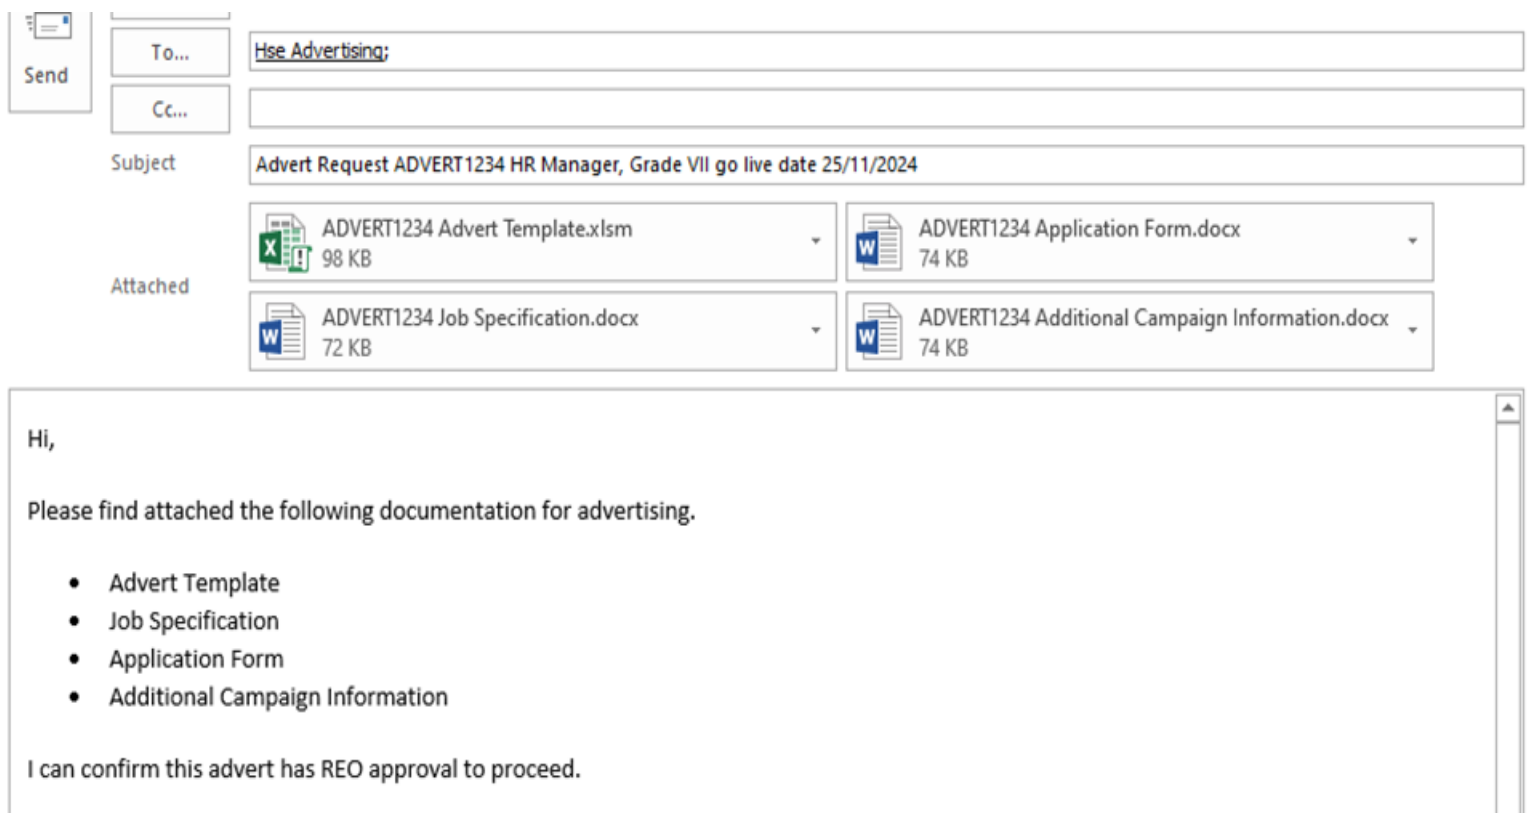 Send
To...
Hse Advertising;
Cc...
Subject
Advert Request ADVERT1234 HR Manager, Grade VII go live date 25/11/2024
Attached
ADVERT1234 Advert Template.xlsm
98 KB
ADVERT1234 Application Form.docx
74 KB
ADVERT1234 Job Specification.docx
72 KB
ADVERT1234 Additional Campaign Information.docx
74 KB
Hi,
Please find attached the following documentation for advertising.
• Advert Template
• Job Specification
• Application Form
• Additional Campaign Information
I can confirm this advert has REO approval to proceed.